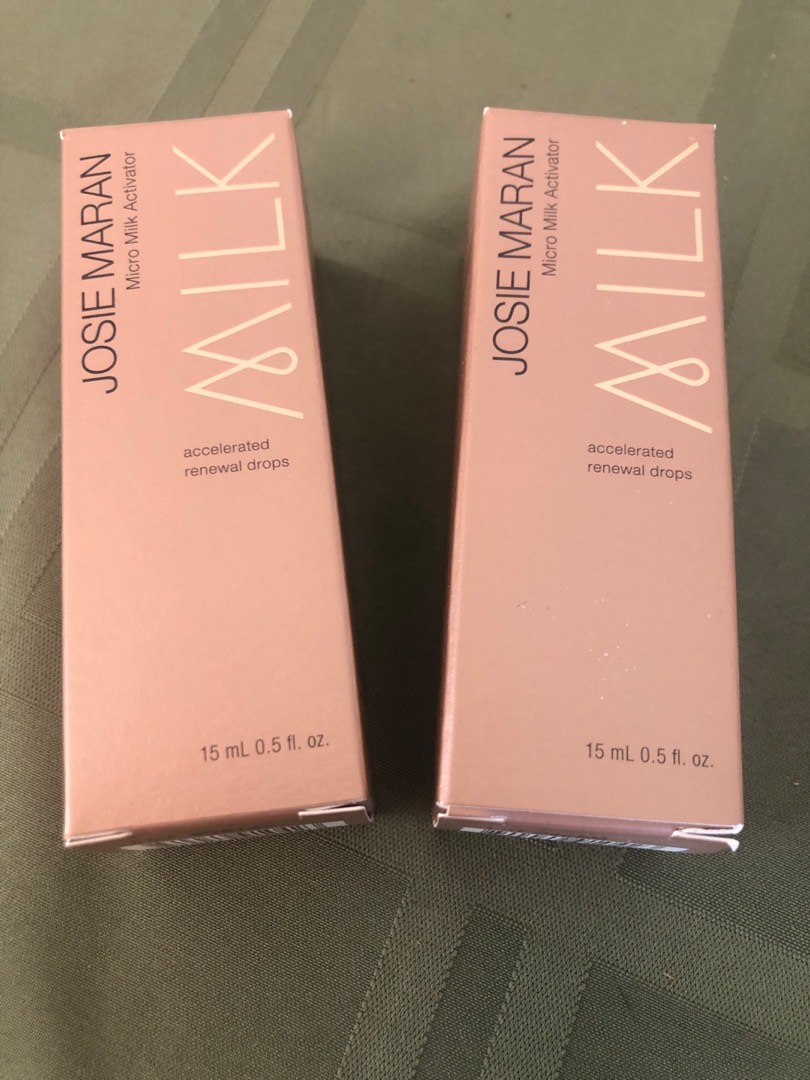 JOSIE MARAN
Micro Milk Activator
MILK
accelerated
renewal drops
15 mL 0.5 fl. oz.
JOSIE MARAN
Micro Milk Activator
MILK
accelerated
renewal drops
15 mL 0.5 fl. oz.